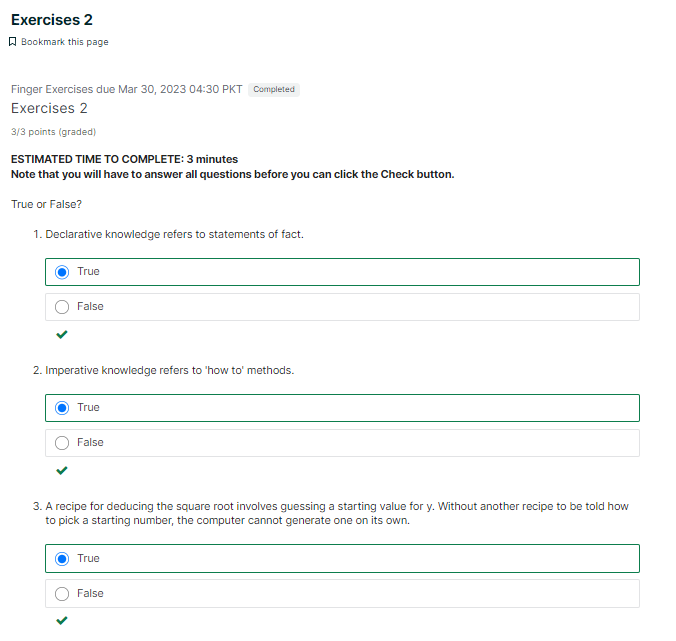 Exercises 2
Bookmark this page
Finger Exercises due Mar 30, 2023 04:30 PKT Completed
Exercises 2
3/3 points (graded)
ESTIMATED TIME TO COMPLETE: 3 minutes
Note that you will have to answer all questions before you can click the Check button.
True or False?
1. Declarative knowledge refers to statements of fact.
True
False
2. Imperative knowledge refers to 'how to' methods.
True
False
3. A recipe for deducing the square root involves guessing a starting value for y. Without another recipe to be told how
to pick a starting number, the computer cannot generate one on its own.
True
False